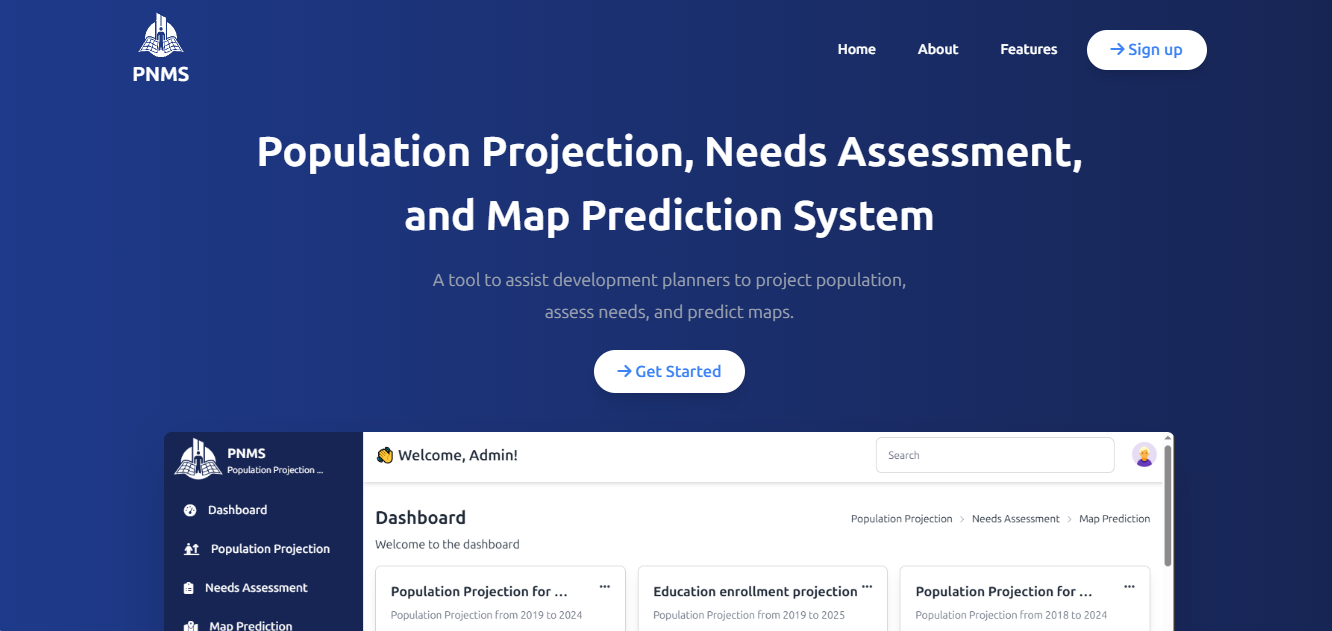 PNMS
Home
About
Features
Sign up
Population Projection, Needs Assessment,
and Map Prediction System
A tool to assist development planners to project population,
assess needs, and predict maps.
Get Started
PNMS
Population Projection ...
Dashboard
Population Projection
Needs Assessment
Map Prediction
Welcome, Admin!
Search
Dashboard
Population Projection > Needs Assessment > Map Prediction
Welcome to the dashboard
Population Projection for ...
Population Projection from 2019 to 2024
Education enrollment projection
Population Projection from 2019 to 2025
Population Projection for ...
Population Projection from 2018 to 2024